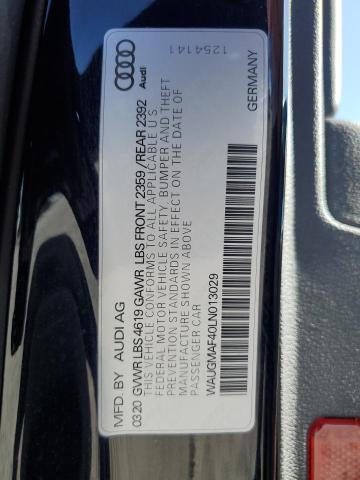 MFD. BY AUDI AG
03.20 GVWR LBS 4619 GAWR LBS FRONT 2359 / REAR 2392
THIS VEHICLE CONFORMS TO ALL APPLICABLE U.S.
FEDERAL MOTOR VEHICLE SAFETY, BUMPER AND THEFT
PREVENTION STANDARDS IN EFFECT ON THE DATE OF
MANUFACTURE SHOWN ABOVE
PASSENGER CAR
WAUGMAF40LN013029
Audi
1254141
GERMANY